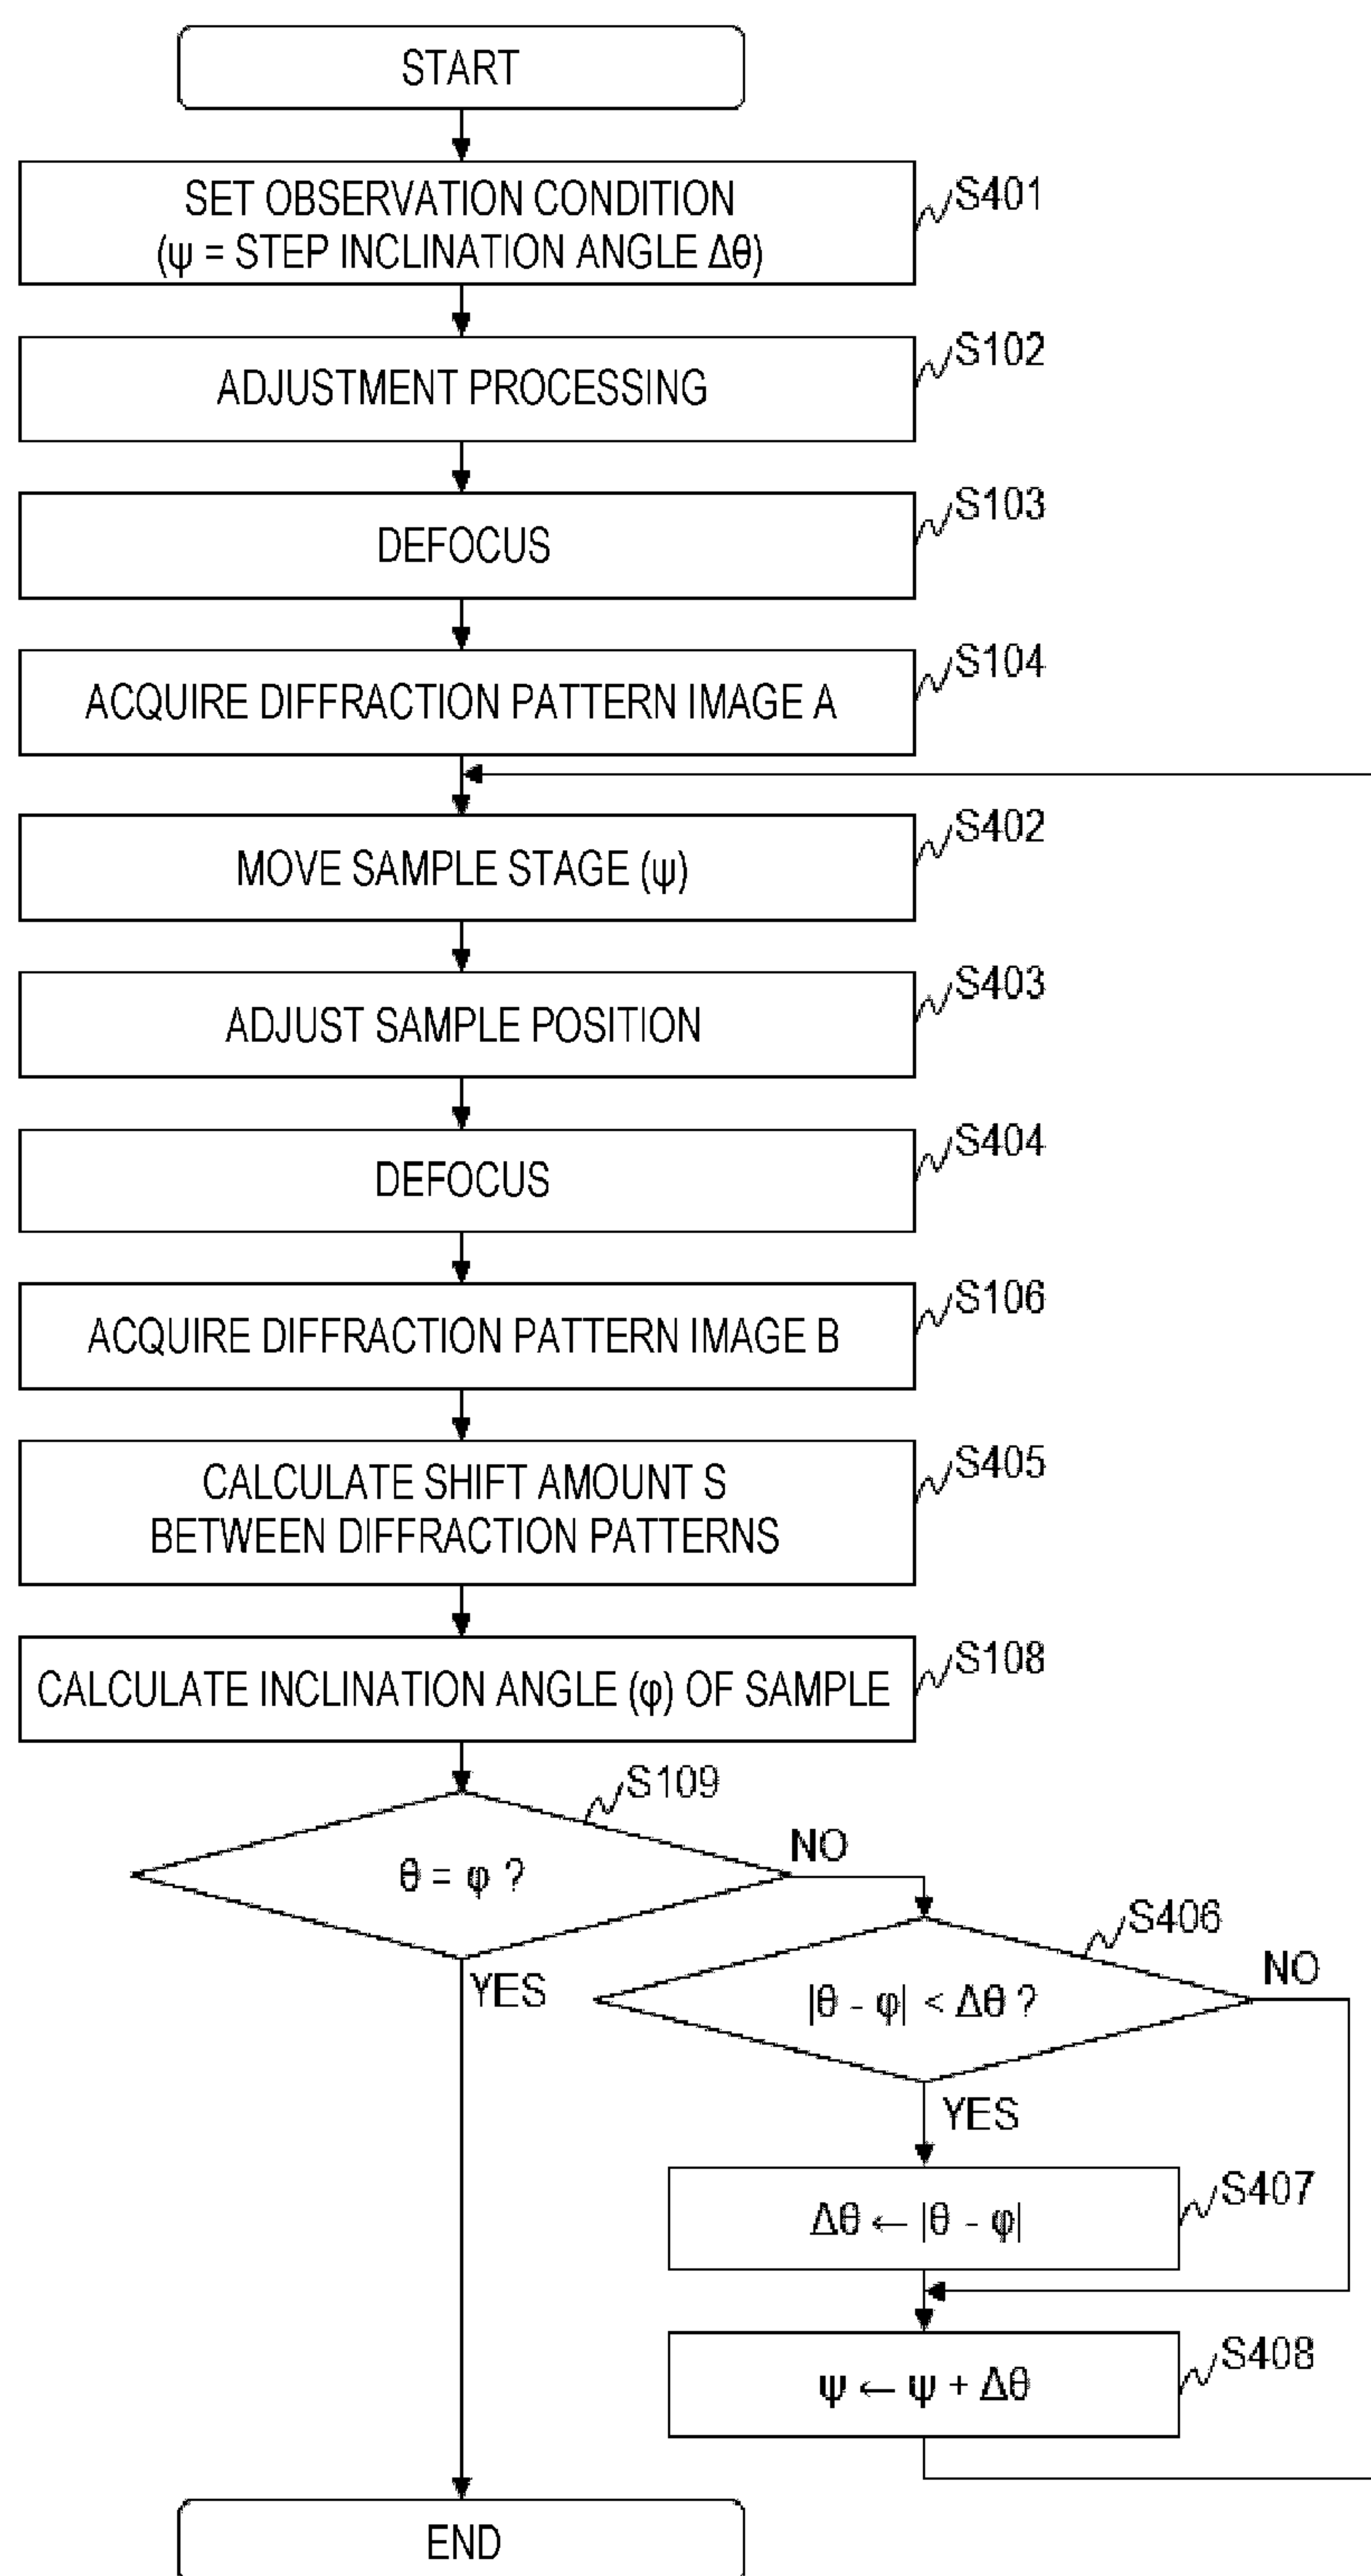 START
SET OBSERVATION CONDITION
(ψ = STEP INCLINATION ANGLE Δθ)
S401
ADJUSTMENT PROCESSING
S102
DEFOCUS
S103
ACQUIRE DIFFRACTION PATTERN IMAGE A
S104
MOVE SAMPLE STAGE (ψ)
S402
ADJUST SAMPLE POSITION
S403
DEFOCUS
S404
ACQUIRE DIFFRACTION PATTERN IMAGE B
S106
CALCULATE SHIFT AMOUNT S
BETWEEN DIFFRACTION PATTERNS
S405
CALCULATE INCLINATION ANGLE (φ) OF SAMPLE
S108
θ = φ ?
S109
NO
YES
|θ - φ| < Δθ ?
S406
NO
YES
Δθ ← |θ - φ|
S407
ψ ← ψ + Δθ
S408
END